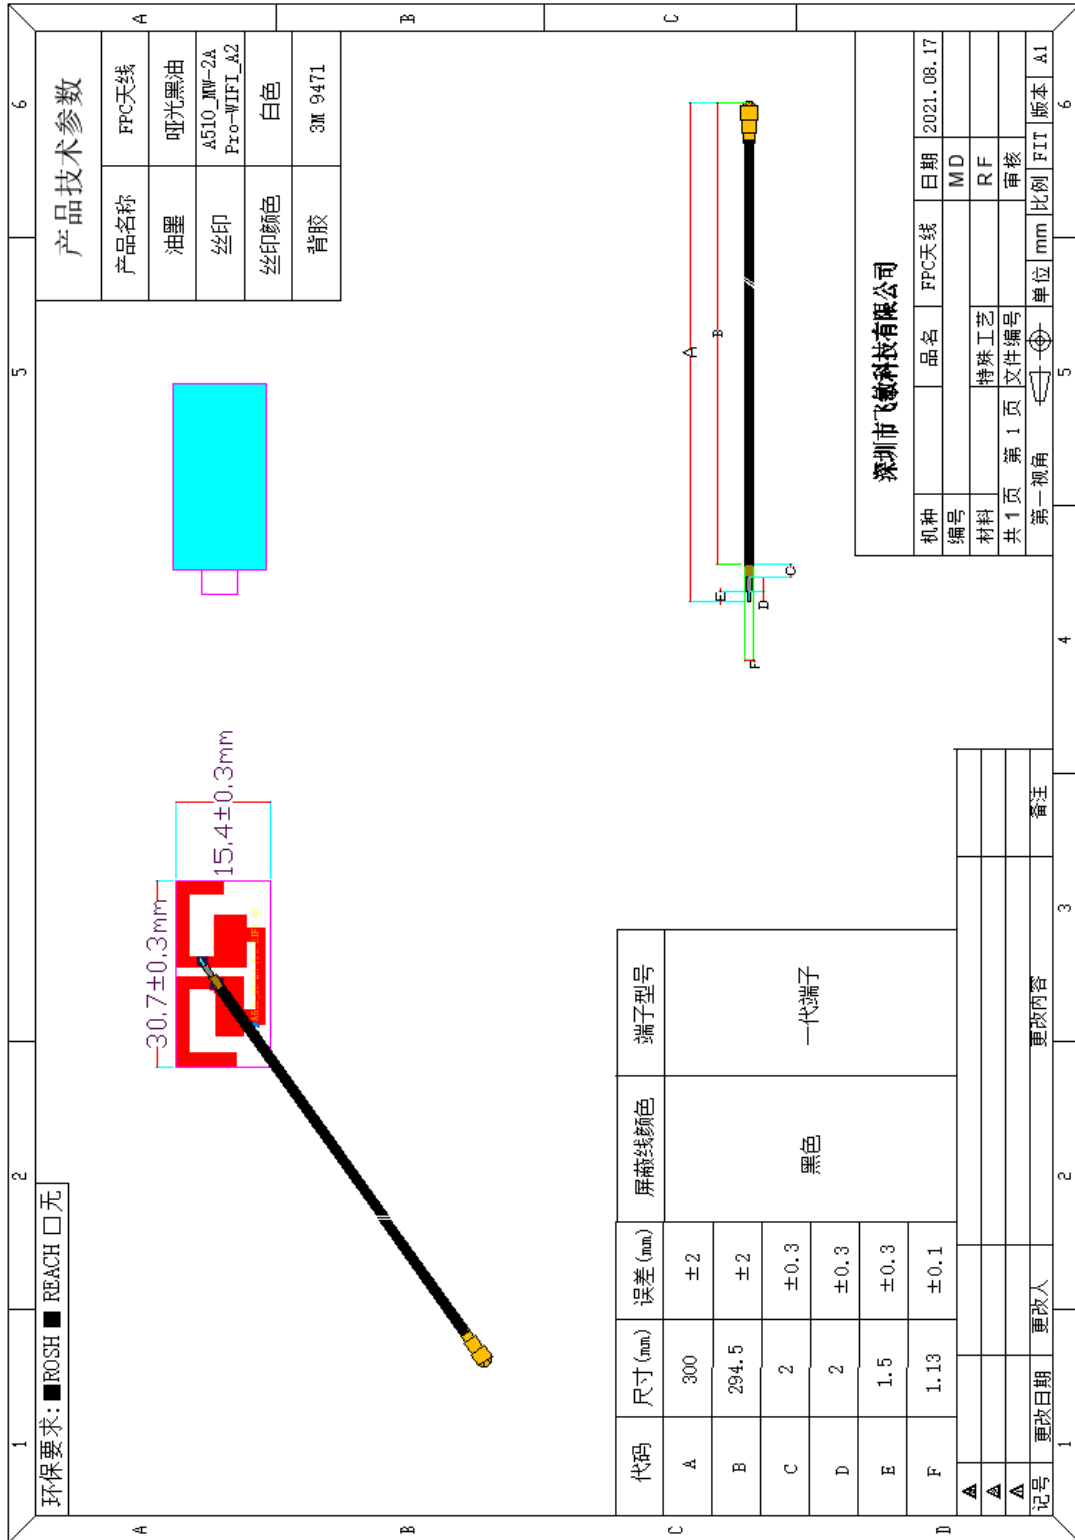 1 2 3 4 5 6
环保要求: ■ROSH ■ REACH 口无
产品技术参数
产品名称 FPC天线
油墨 哑光黑油
丝印 A510_MW-2A
Pro-WIFI_A2
丝印颜色 白色
背胶 3M 9471
30.7±0.3mm
15.4±0.3mm
A
B
C
D
E
F
代码 尺寸(mm) 误差(mm) 屏蔽线颜色 端子型号
A 300 ±2
B 294.5 ±2
C 2 ±0.3 黑色 一代端子
D 2 ±0.3
E 1.5 ±0.3
F 1.13 ±0.1
记号 更改日期 更改人 更改内容 备注
深圳市飞敏科技有限公司
机种 品名 FPC天线 日期 2021.08.17
编号 MD
材料 特殊工艺 RF
共1页 第1页 文件编号 审核
第一视角 单位 mm 比例 FIT 版本 A1
1 2 3 4 5 6
A
B
C
D
A
B
C